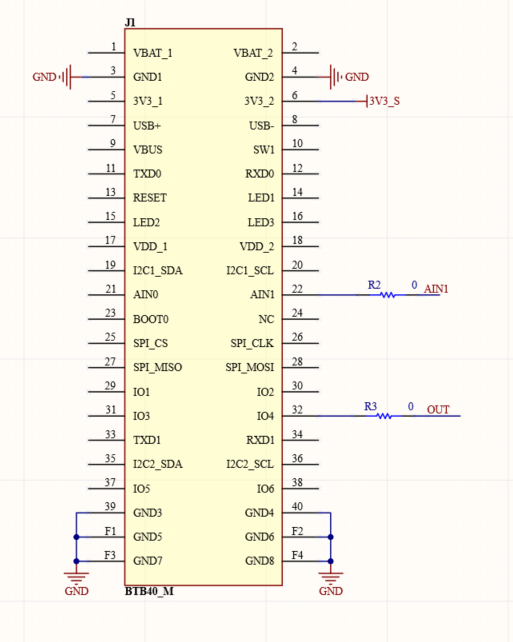 J1
1 VBAT_1 VBAT_2 2
GND 3 GND1 GND2 4 GND
5 3V3_1 3V3_2 6 3V3_S
7 USB+ USB- 8
9 VBUS SW1 10
11 TXD0 RXD0 12
13 RESET LED1 14
15 LED2 LED3 16
17 VDD_1 VDD_2 18
19 I2C1_SDA I2C1_SCL 20
21 AIN0 AIN1 22 R2 0 AIN1
23 BOOT0 NC 24
25 SPI_CS SPI_CLK 26
27 SPI_MISO SPI_MOSI 28
29 IO1 IO2 30
31 IO3 IO4 32 R3 0 OUT
33 TXD1 RXD1 34
35 I2C2_SDA I2C2_SCL 36
37 IO5 IO6 38
39 GND3 GND4 40
F1 GND5 GND6 F2
F3 GND7 GND8 F4
GND BTB40_M GND